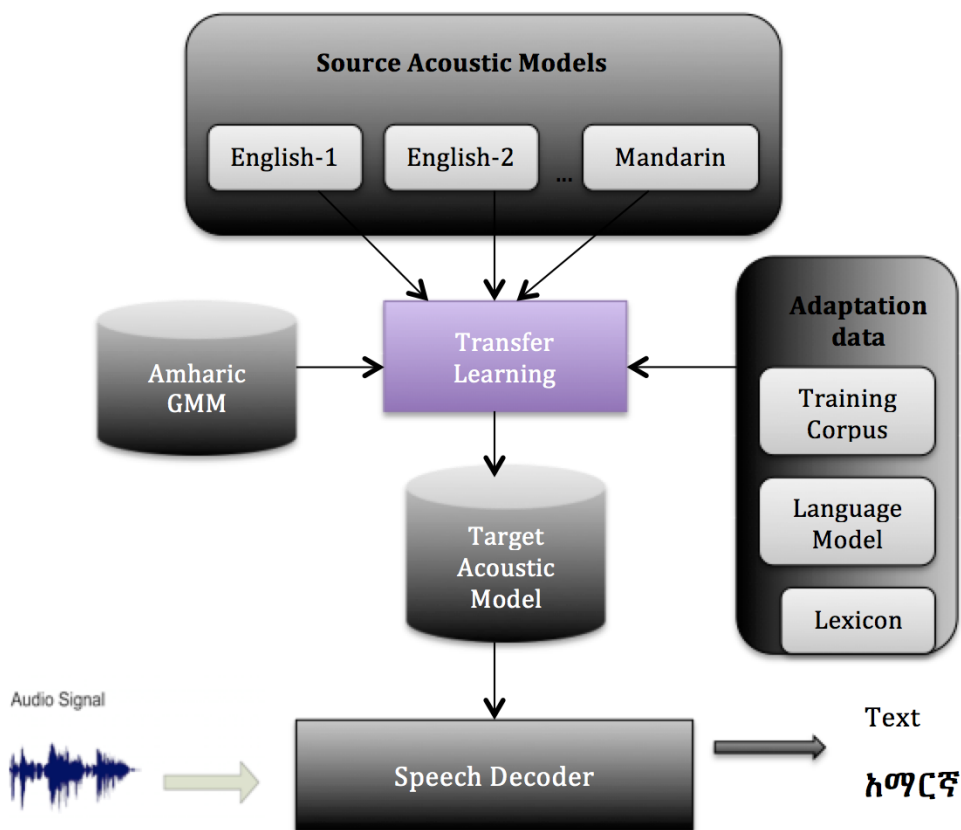 Source Acoustic Models
English-1
English-2
...
Mandarin
Amharic
GMM
Transfer
Learning
Adaptation
data
Training
Corpus
Language
Model
Lexicon
Target
Acoustic
Model
Audio Signal
Speech Decoder
Text
አማርኛ